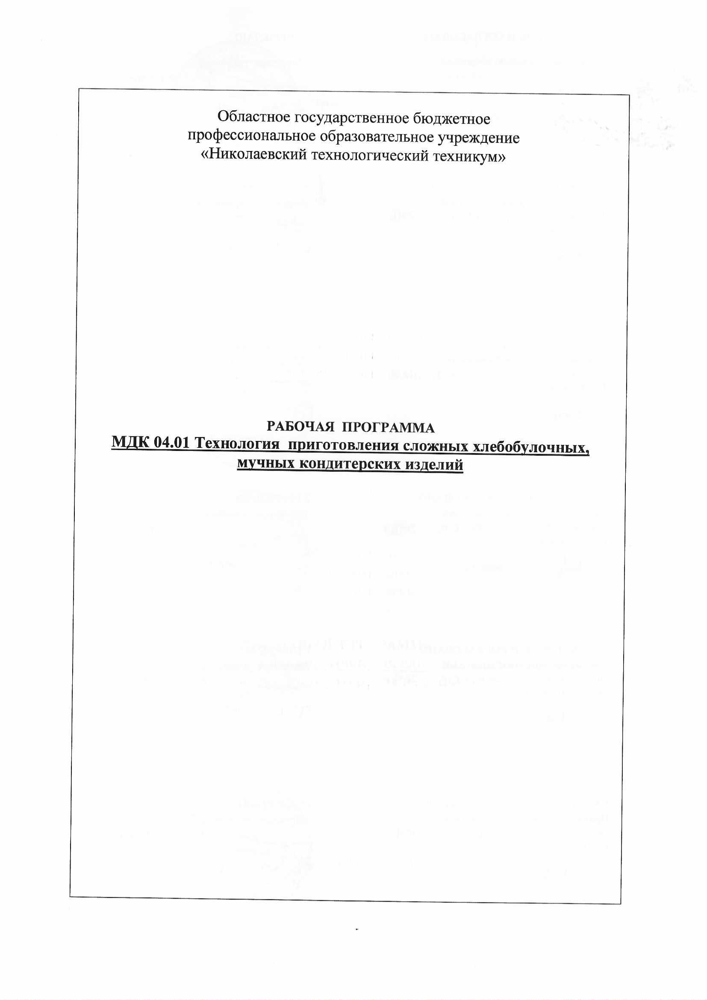 Областное государственное бюджетное
профессиональное образовательное учреждение
«Николаевский технологический техникум»
РАБОЧАЯ ПРОГРАММА
МДК 04.01 Технология приготовления сложных хлебобулочных,
мучных кондитерских изделий